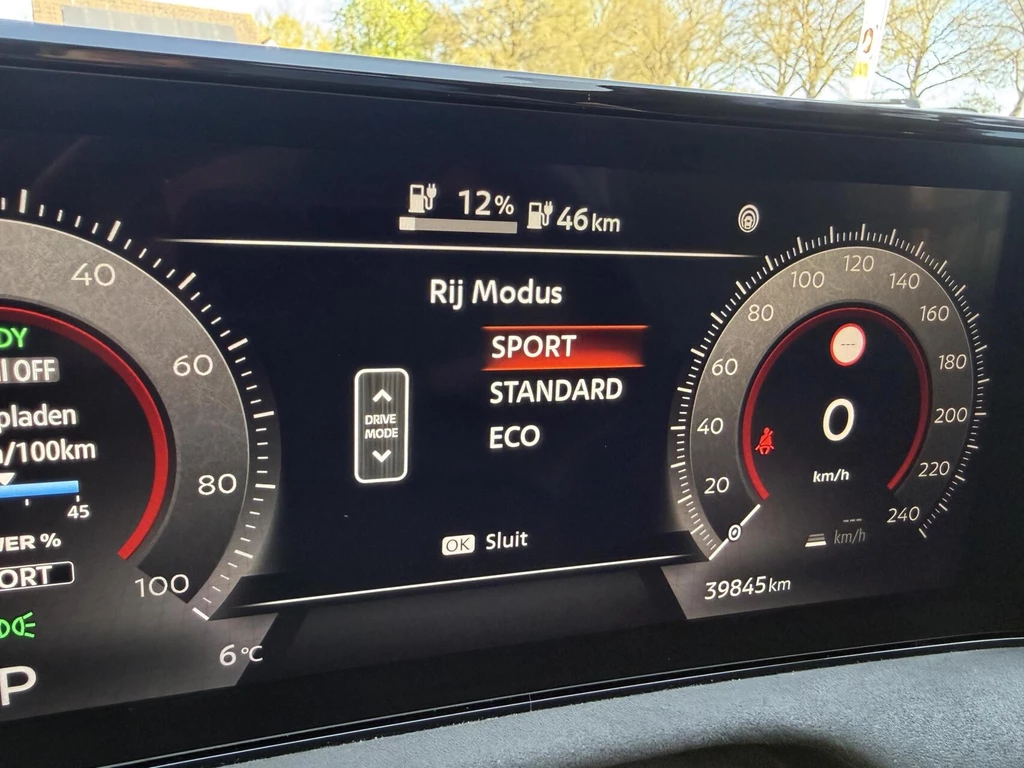 12% 46km
Rij Modus
SPORT
STANDARD
ECO
DRIVE
MODE
OK Sluit
40
60
80
100
DY
OFF
pladen
/100km
45
WER %
ORT
P
6°C
20
40
60
80
100
120
140
160
180
200
220
240
---
0
km/h
0
---
km/h
39845km